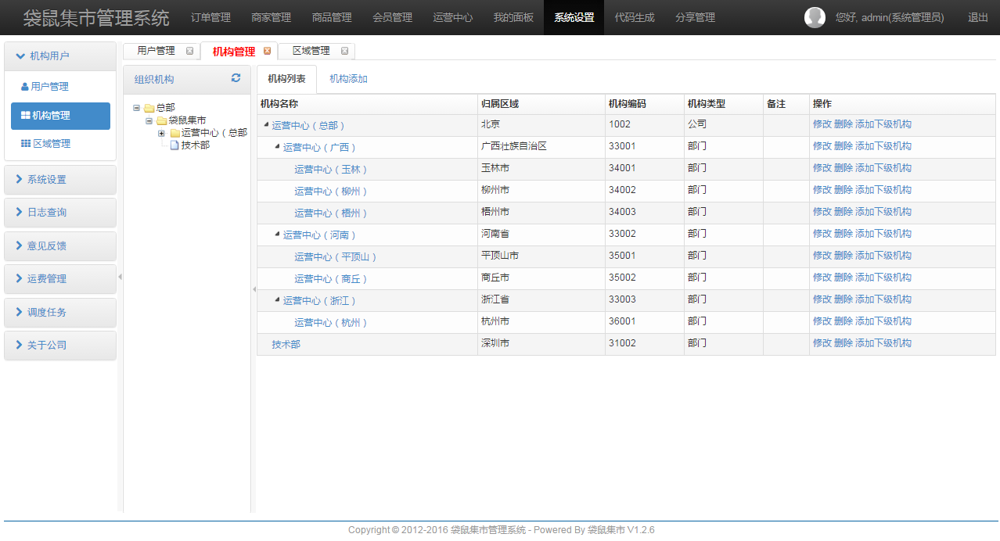 袋鼠集市管理系统 订单管理 商家管理 商品管理 会员管理 运营中心 我的面板 系统设置 代码生成 分享管理 您好, admin(系统管理员) 退出
机构用户
用户管理
机构管理
区域管理
系统设置
日志查询
意见反馈
运费管理
调度任务
关于公司
用户管理 机构管理 区域管理
组织机构
总部
袋鼠集市
运营中心（总部
技术部
机构列表 机构添加
机构名称 归属区域 机构编码 机构类型 备注 操作
运营中心（总部） 北京 1002 公司 修改 删除 添加下级机构
运营中心（广西） 广西壮族自治区 33001 部门 修改 删除 添加下级机构
运营中心（玉林） 玉林市 34001 部门 修改 删除 添加下级机构
运营中心（柳州） 柳州市 34002 部门 修改 删除 添加下级机构
运营中心（梧州） 梧州市 34003 部门 修改 删除 添加下级机构
运营中心（河南） 河南省 33002 部门 修改 删除 添加下级机构
运营中心（平顶山） 平顶山市 35001 部门 修改 删除 添加下级机构
运营中心（商丘） 商丘市 35002 部门 修改 删除 添加下级机构
运营中心（浙江） 浙江省 33003 部门 修改 删除 添加下级机构
运营中心（杭州） 杭州市 36001 部门 修改 删除 添加下级机构
技术部 深圳市 31002 部门 修改 删除 添加下级机构
Copyright © 2012-2016 袋鼠集市管理系统 - Powered By 袋鼠集市 V1.2.6